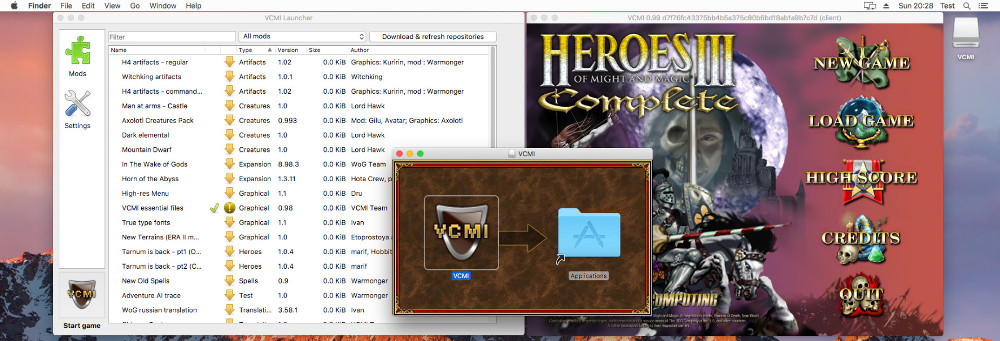 Finder File Edit View Go Window Help Sun 20:28 Test
VCMI Launcher
Mods
Settings
Start game
Filter All mods Download & refresh repositories
Name Type Version Size Author
H4 artifacts - regular Artifacts 1.02 0.0 KiB Graphics: Kuririn, mod : Warmonger
Witchking artifacts Artifacts 1.0.1 0.0 KiB Witchking
H4 artifacts - command... Artifacts 1.02 0.0 KiB Graphics: Kuririn, mod : Warmonger
Man at arms - Castle Creatures 1.0 0.0 KiB Lord Hawk
Axolotl Creatures Pack Creatures 0.993 0.0 KiB Mod: Gilu, Avatar; Graphics: Axolotl
Dark elemental Creatures 1.0 0.0 KiB Lord Hawk
Mountain Dwarf Creatures 1.0 0.0 KiB Lord Hawk
In The Wake of Gods Expansion 8.98.3 0.0 KiB WoG Team
Horn of the Abyss Expansion 1.3.11 0.0 KiB Hota Crew, p
High-res Menu Graphical 1.1 0.0 KiB Dru
VCMI essential files Graphical 0.98 0.0 KiB VCMI Team
True type fonts Graphical 1.1 0.0 KiB Ivan
New Terrains (ERA II m... Graphical 1.0 0.0 KiB Etoprostoya
Tarnum is back - pt1 (O... Heroes 1.0.4 0.0 KiB marif, Hobbit
Tarnum is back - pt2 (C... Heroes 1.0.4 0.0 KiB marif
New Old Spells Spells 0.9 0.0 KiB Warmonger
Adventure AI trace Test 1.0 0.0 KiB Warmonger
WoG russian translation Translati... 3.58.1 0.0 KiB Ivan
VCMI
VCMI
VCMI
Applications
HEROES III
OF MIGHT AND MAGIC
Complete
COMPUTING
NEW GAME
LOAD GAME
HIGH SCORE
CREDITS
QUIT
VCMI